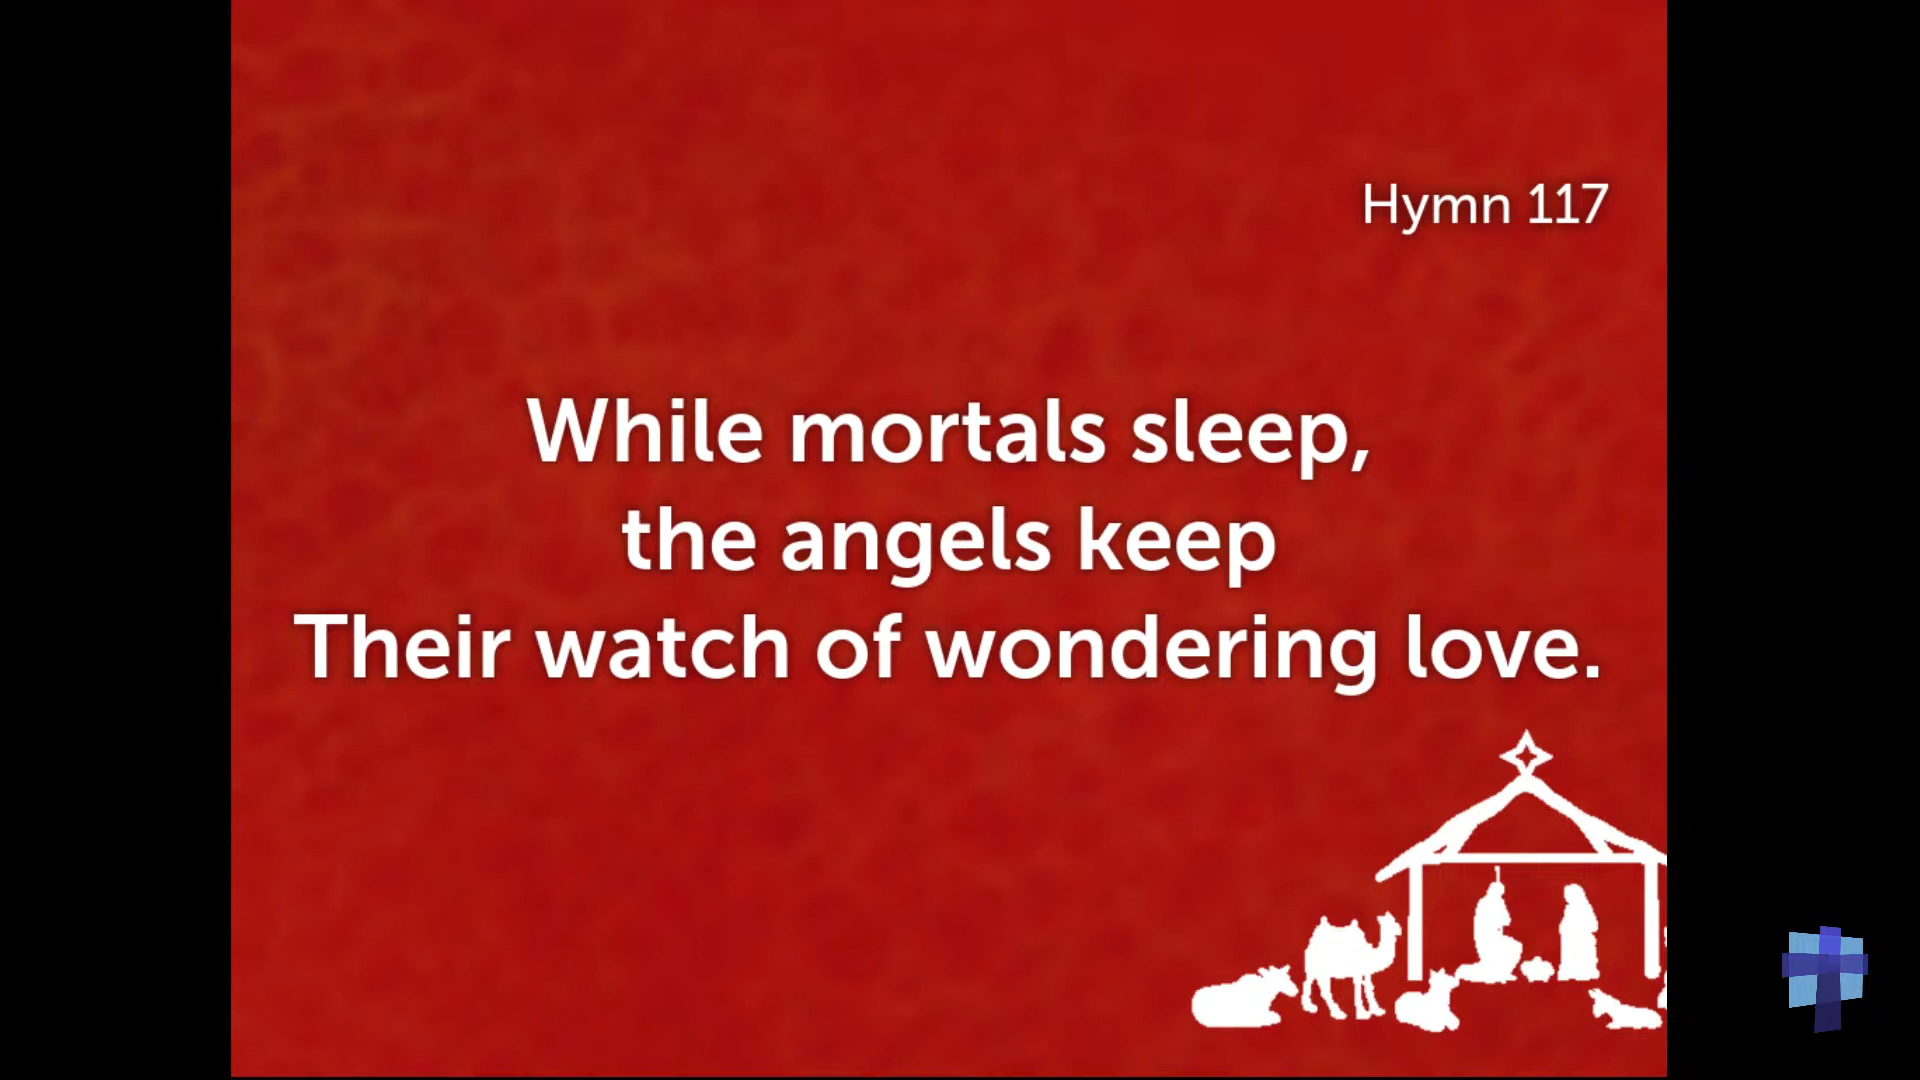 Hymn 117
While mortals sleep,
the angels keep
Their watch of wondering love.